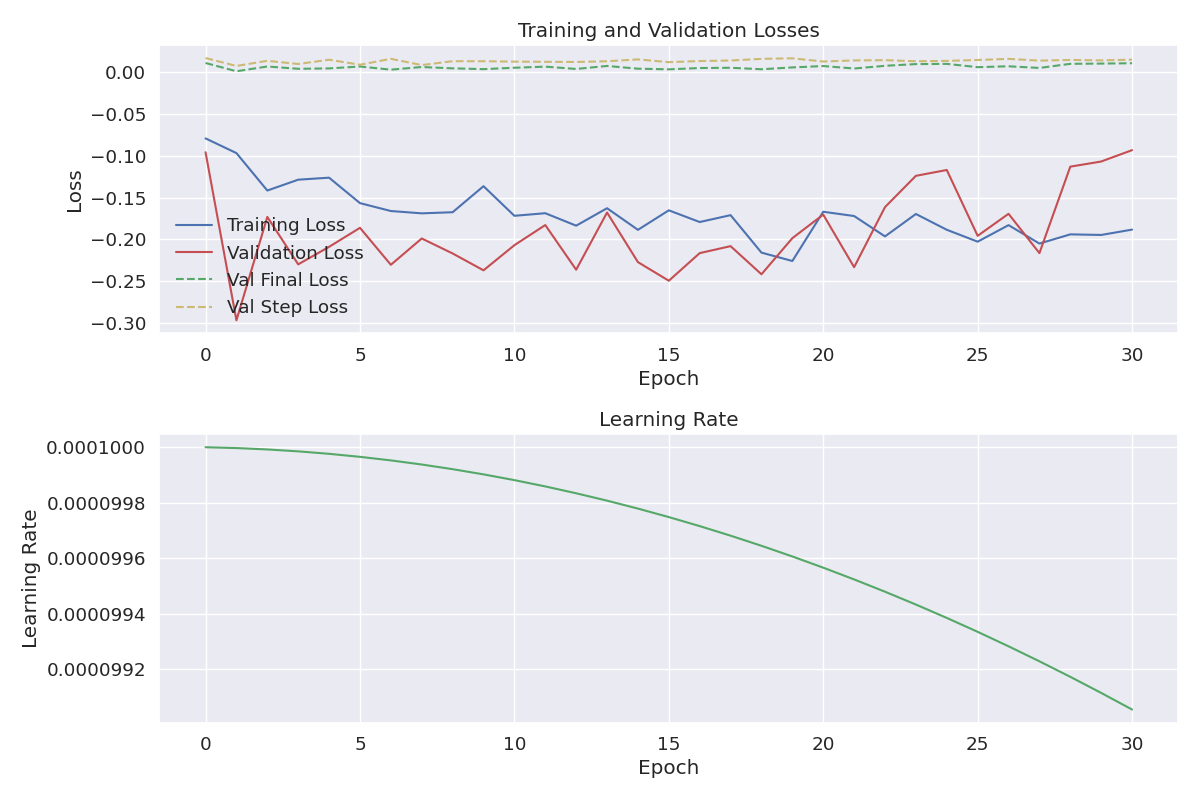 Training and Validation Losses
0.00
−0.05
−0.10
−0.15
−0.20
−0.25
−0.30
Loss
Training Loss
Validation Loss
Val Final Loss
Val Step Loss
0 5 10 15 20 25 30
Epoch
Learning Rate
0.0001000
0.0000998
0.0000996
0.0000994
0.0000992
Learning Rate
0 5 10 15 20 25 30
Epoch